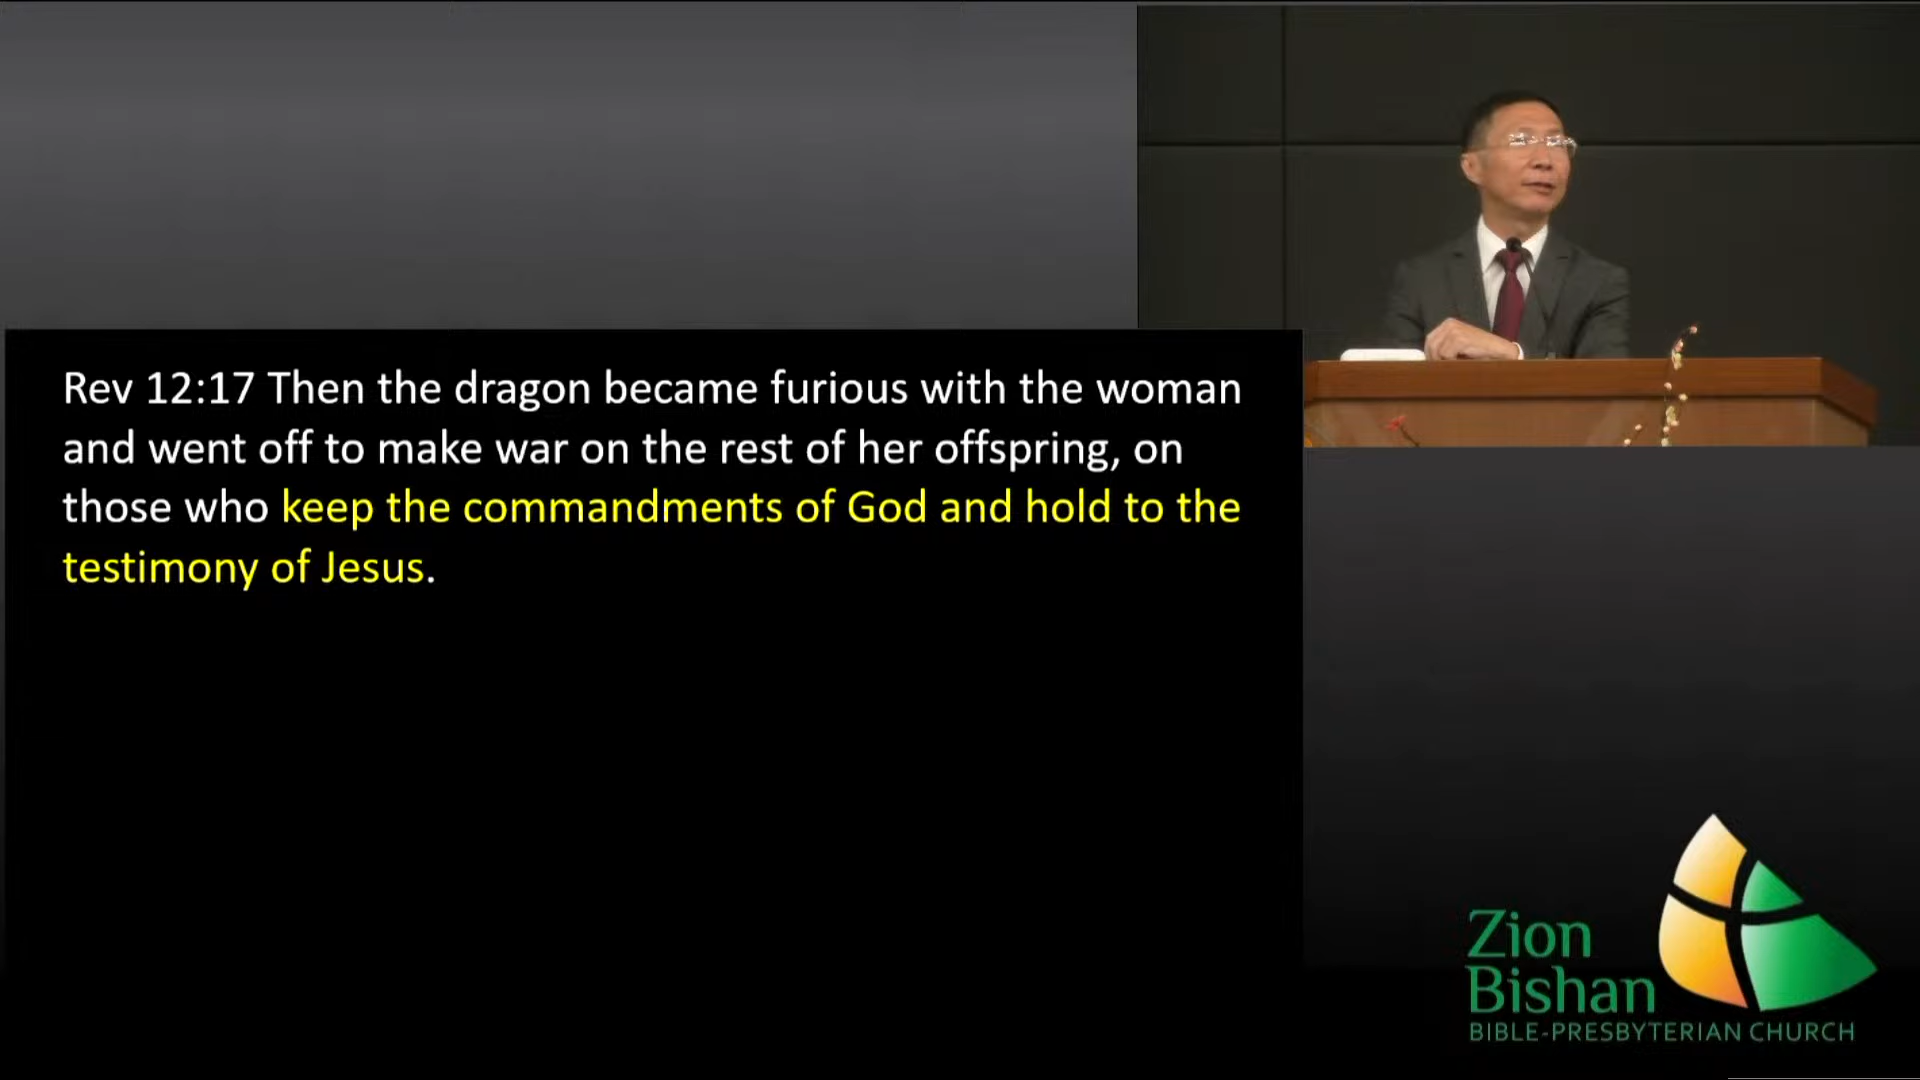 Rev 12:17 Then the dragon became furious with the woman
and went off to make war on the rest of her offspring, on
those who keep the commandments of God and hold to the
testimony of Jesus.
Zion
Bishan
BIBLE-PRESBYTERIAN CHURCH